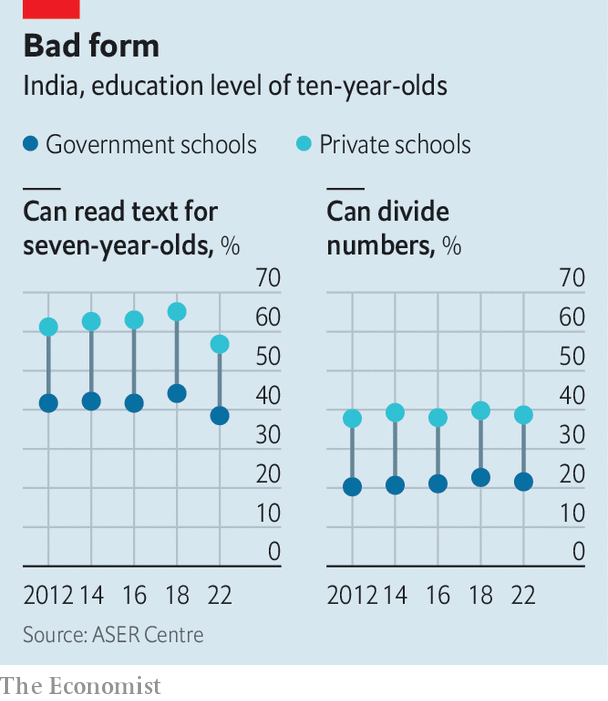 Bad form
India, education level of ten-year-olds
Government schools
Private schools
Can read text for
seven-year-olds, %
70
60
50
40
30
20
10
0
2012 14 16 18 22
Can divide
numbers, %
70
60
50
40
30
20
10
0
2012 14 16 18 22
Source: ASER Centre
The Economist